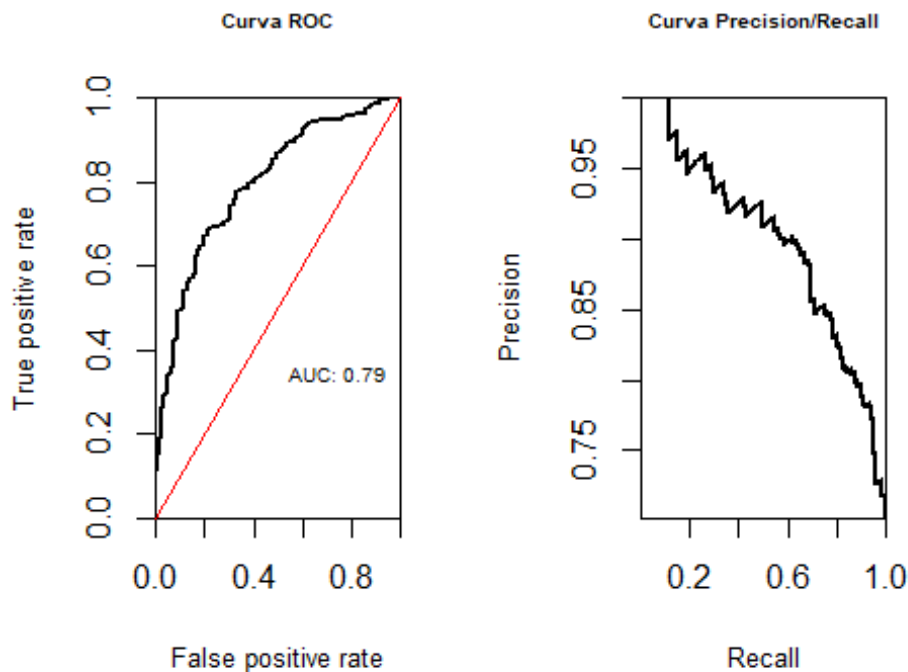 Curva ROC
True positive rate
0.0 0.2 0.4 0.6 0.8 1.0
AUC: 0.79
0.0 0.4 0.8
False positive rate
Curva Precision/Recall
Precision
0.75 0.85 0.95
0.2 0.6 1.0
Recall